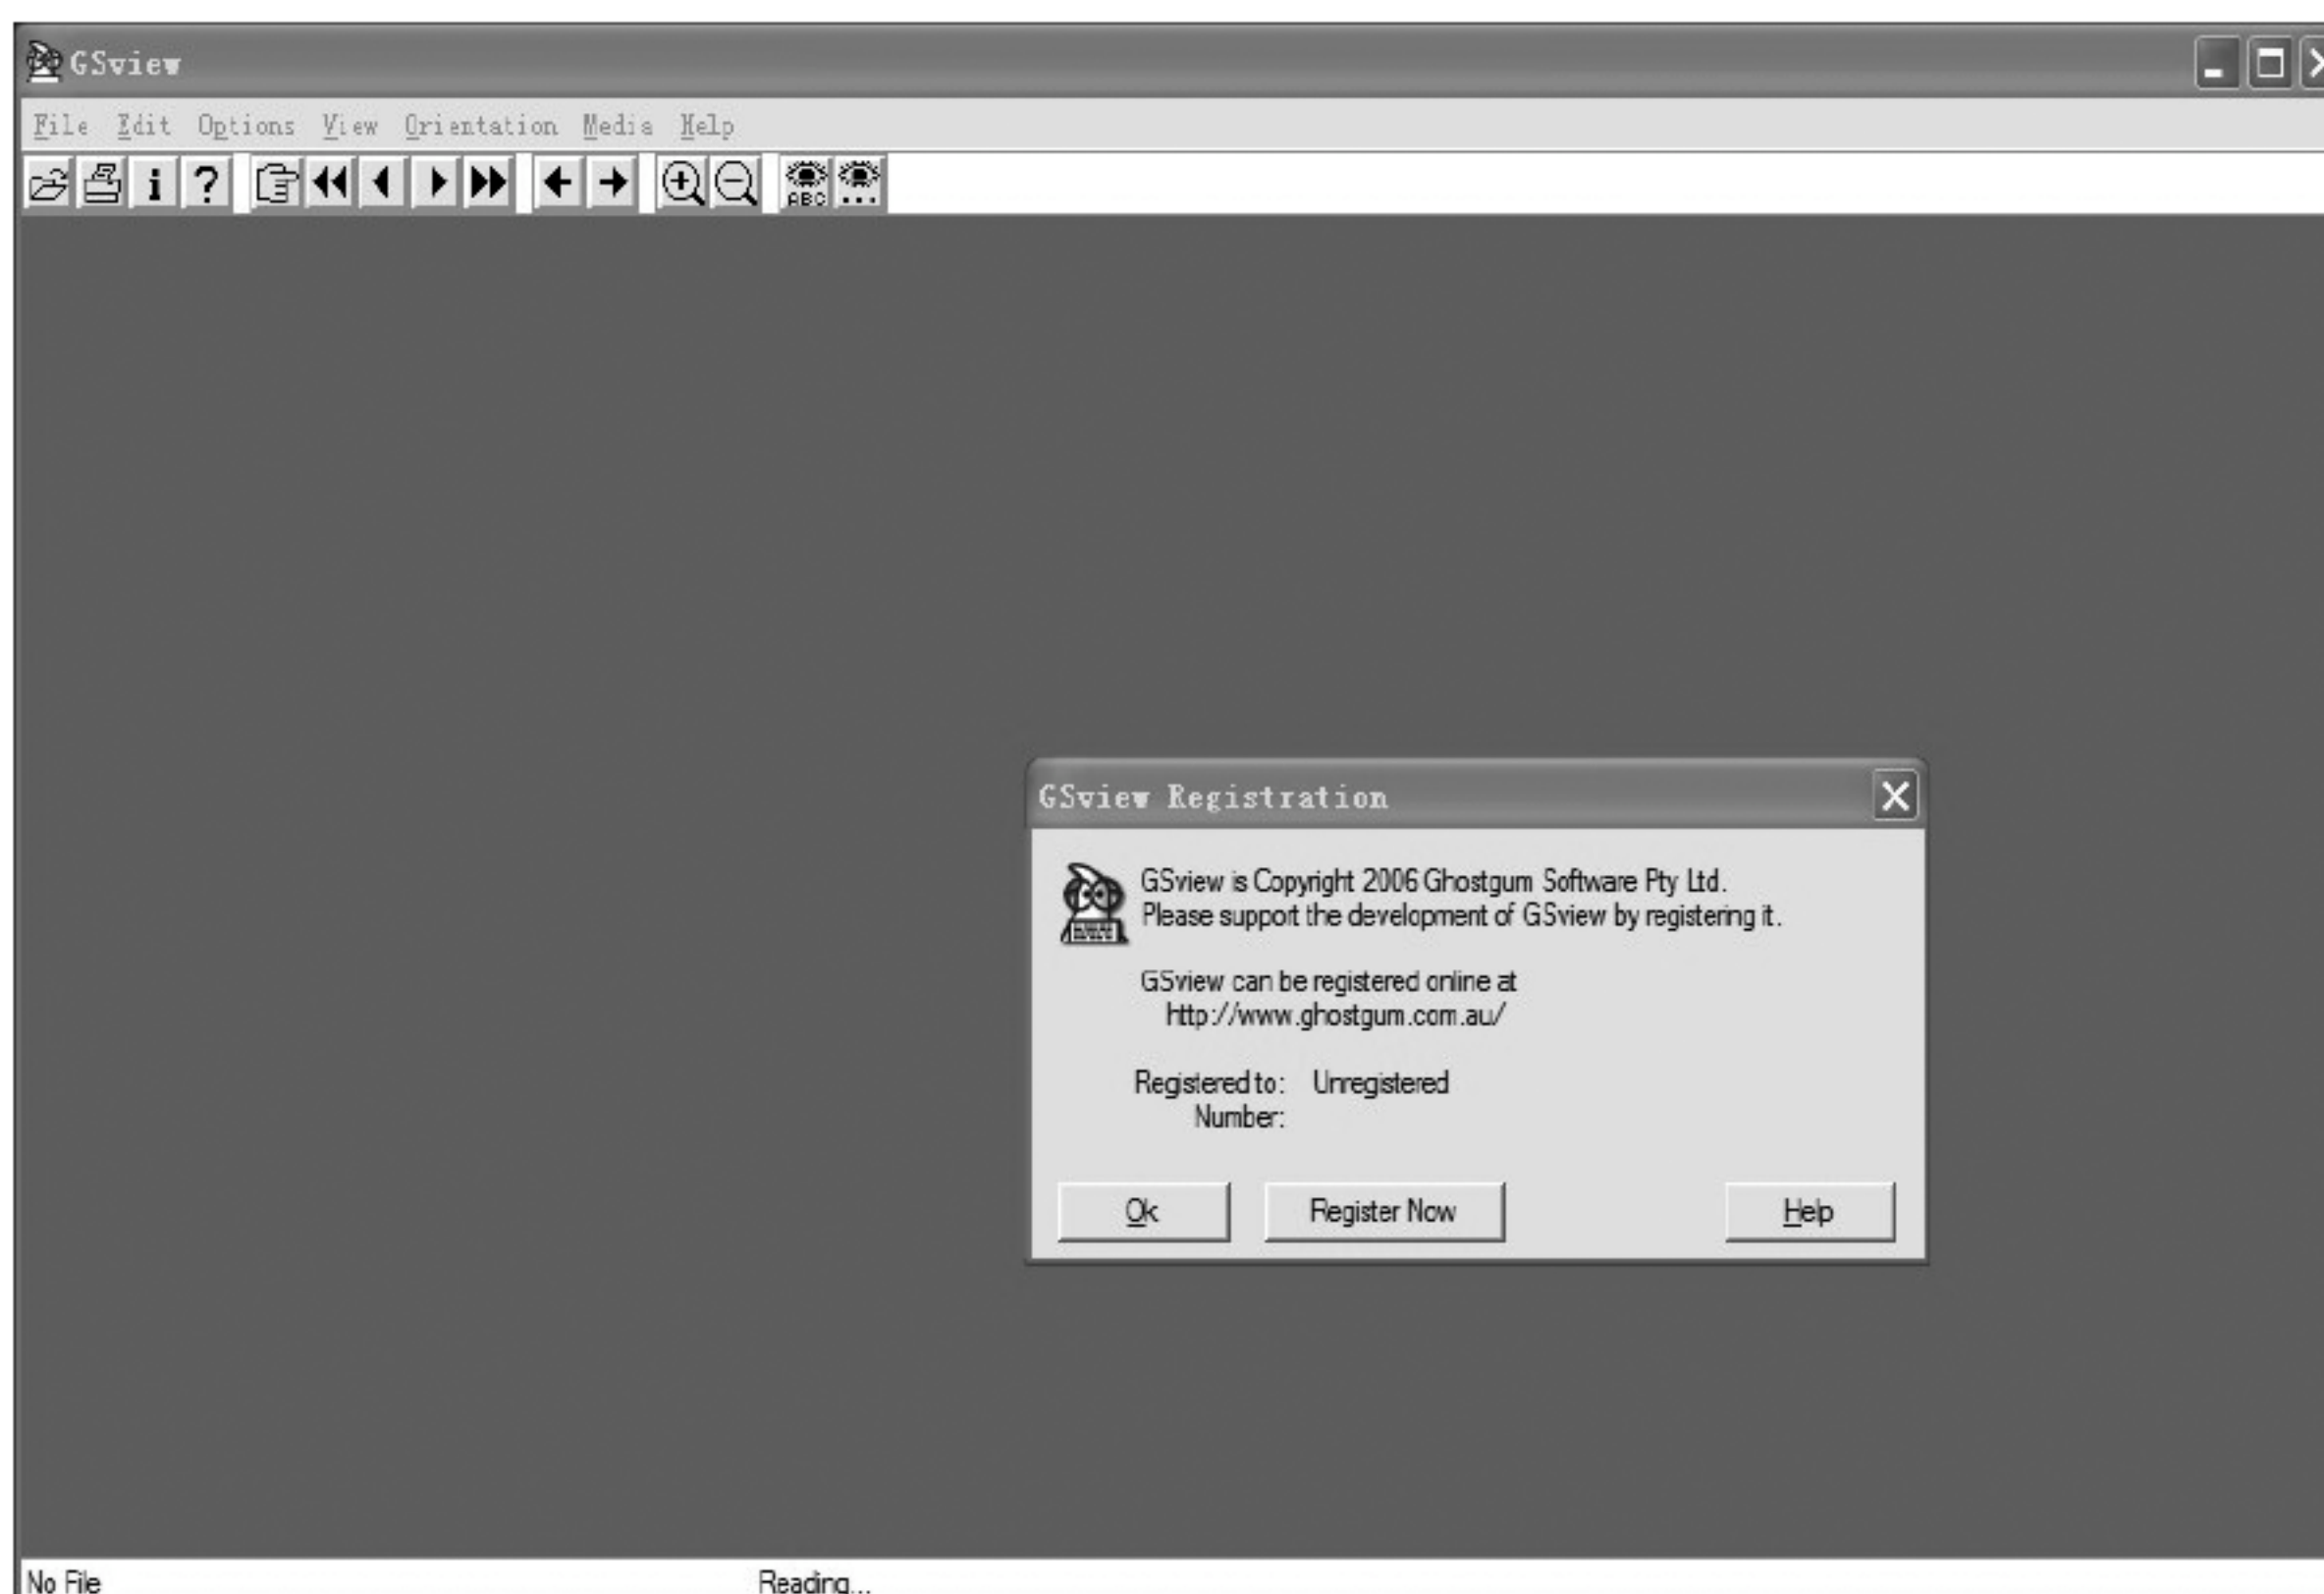 GSview
File Edit Options View Orientation Media Help
i ? ABC ...
GSview Registration
GSview is Copyright 2006 Ghostgum Software Pty Ltd.
Please support the development of GSview by registering it.
GSview can be registered online at
http://www.ghostgum.com.au/
Registered to: Unregistered
Number:
Ok Register Now Help
No File Reading...